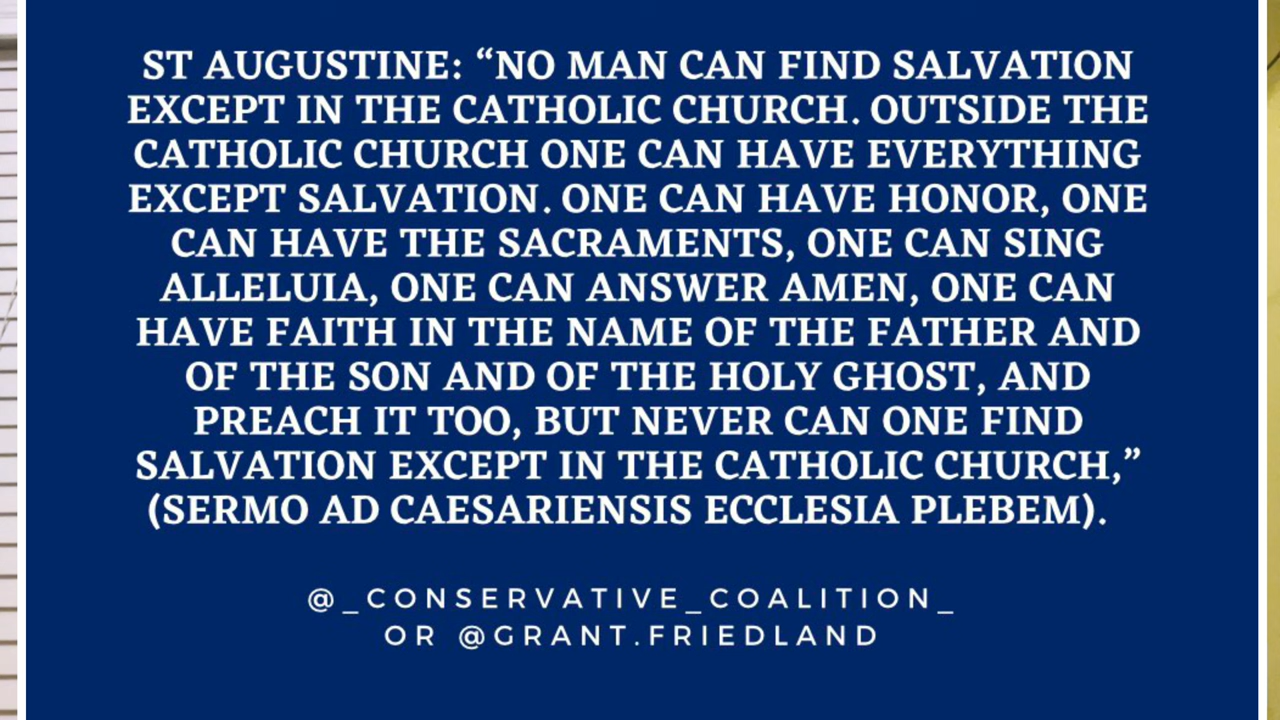 ST AUGUSTINE: “NO MAN CAN FIND SALVATION
EXCEPT IN THE CATHOLIC CHURCH. OUTSIDE THE
CATHOLIC CHURCH ONE CAN HAVE EVERYTHING
EXCEPT SALVATION. ONE CAN HAVE HONOR, ONE
CAN HAVE THE SACRAMENTS, ONE CAN SING
ALLELUIA, ONE CAN ANSWER AMEN, ONE CAN
HAVE FAITH IN THE NAME OF THE FATHER AND
OF THE SON AND OF THE HOLY GHOST, AND
PREACH IT TOO, BUT NEVER CAN ONE FIND
SALVATION EXCEPT IN THE CATHOLIC CHURCH,”
(SERMO AD CAESARIENSIS ECCLESIA PLEBEM).
@_CONSERVATIVE_COALITION_
OR @GRANT.FRIEDLAND